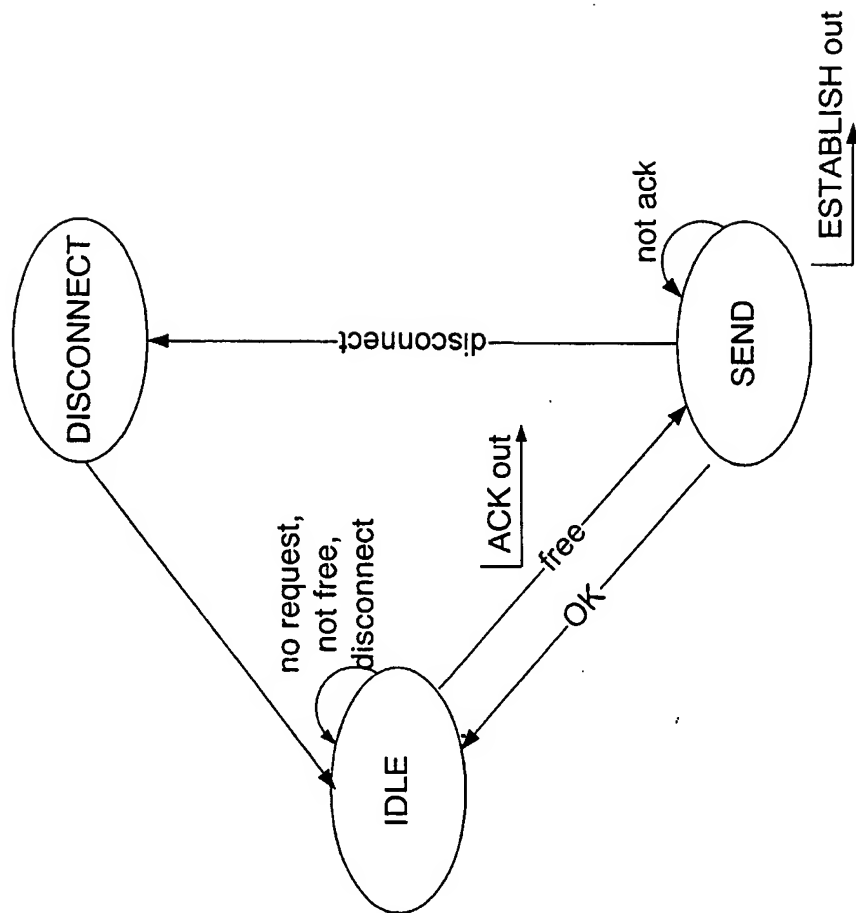 DISCONNECT
disconnect
no request,
not free,
disconnect
ACK out
free
OK
IDLE
not ack
SEND
ESTABLISH out